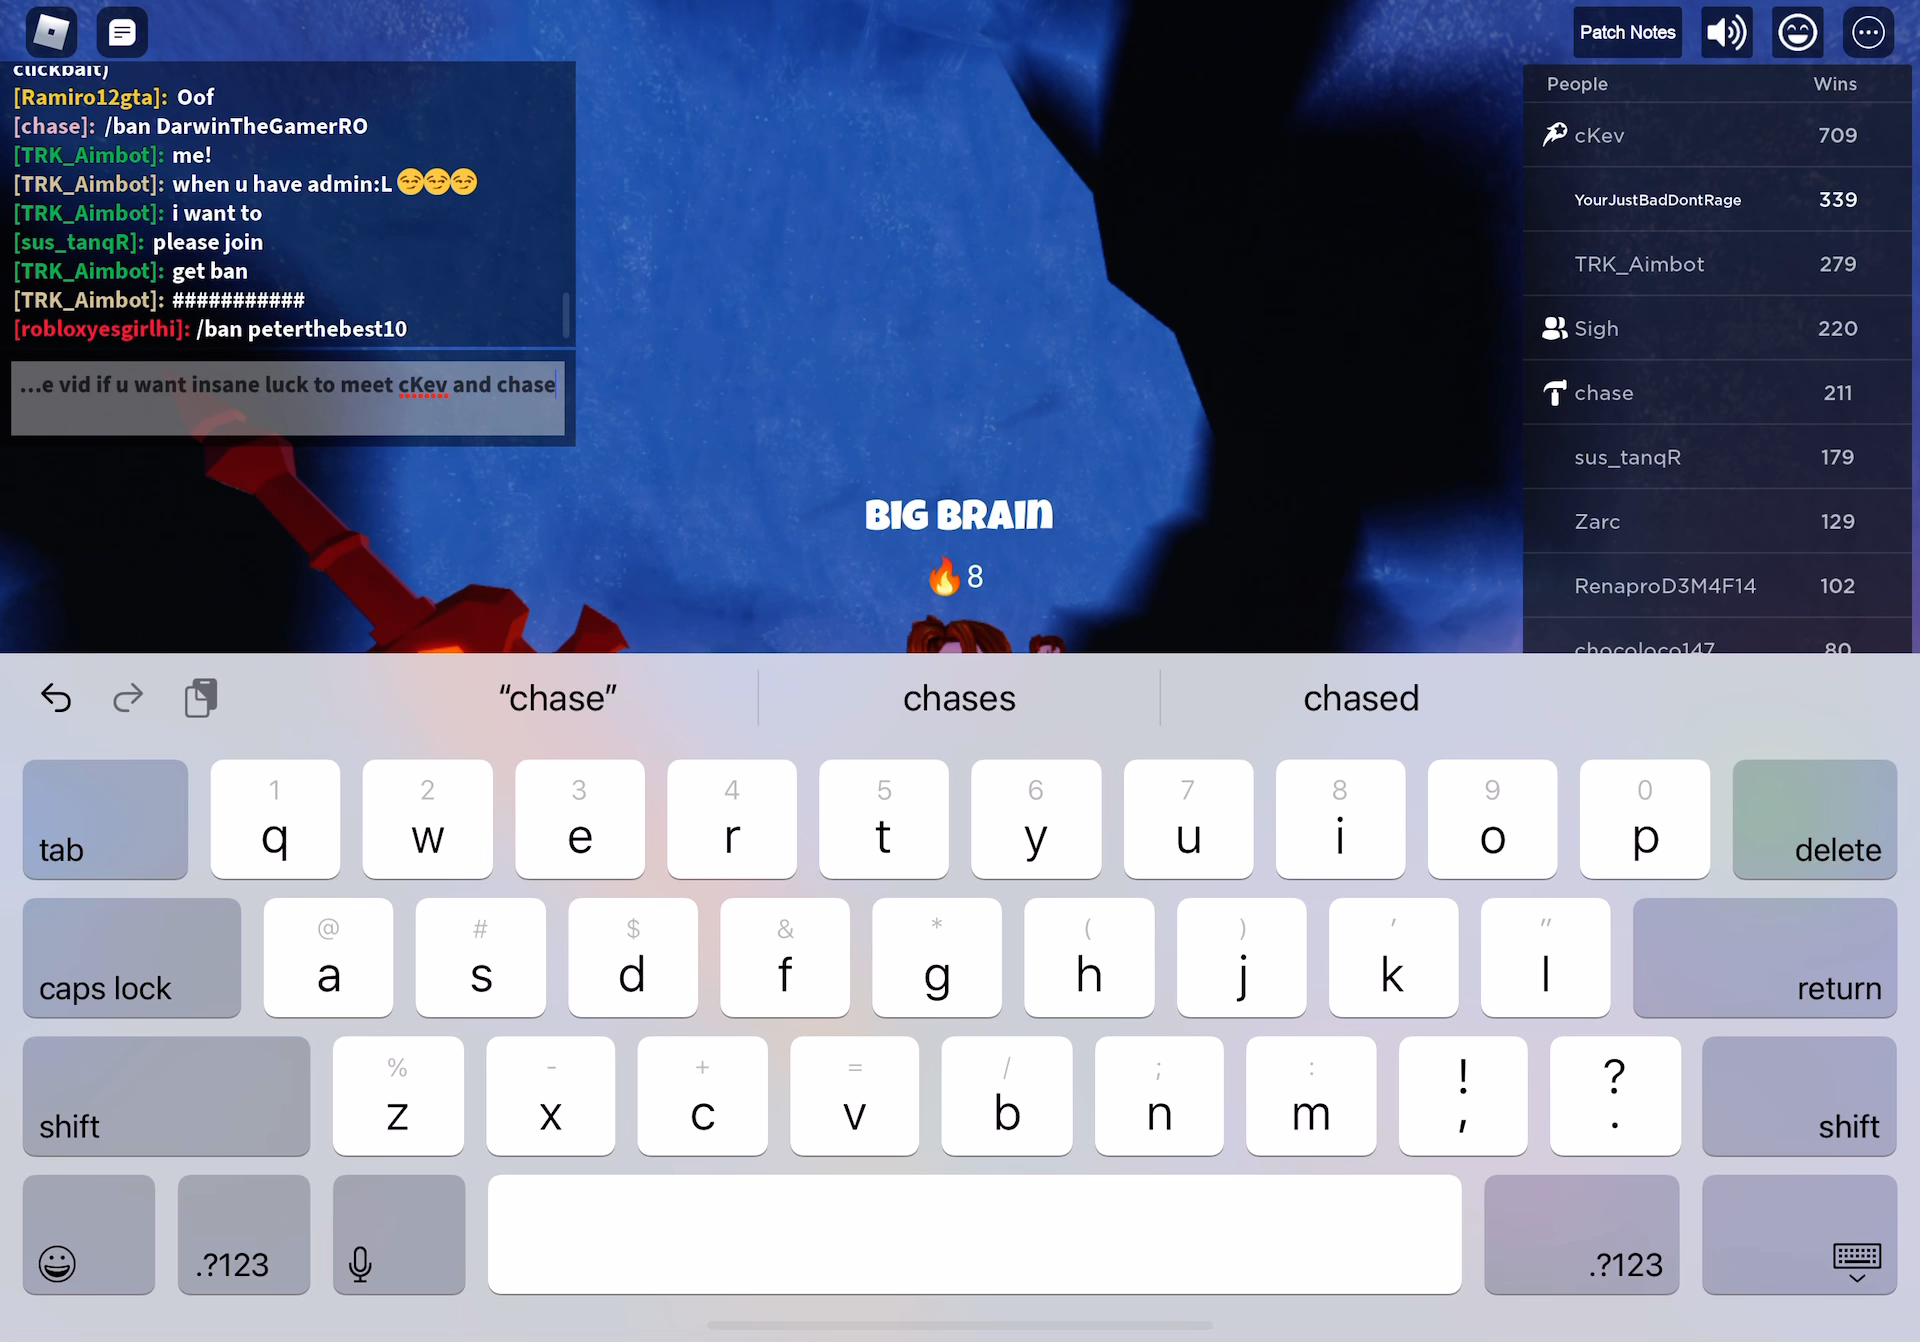 Patch Notes
clickbait)
[Ramiro12gta]: Oof
[chase]: /ban DarwinTheGamerRO
[TRK_Aimbot]: me!
[TRK_Aimbot]: when u have admin:L 😏😏😏
[TRK_Aimbot]: i want to
[sus_tanqR]: please join
[TRK_Aimbot]: get ban
[TRK_Aimbot]: ###########
[robloxyesgirlhi]: /ban peterthebest10
...e vid if u want insane luck to meet cKev and chase
People Wins
cKev 709
YourJustBadDontRage 339
TRK_Aimbot 279
Sigh 220
chase 211
sus_tanqR 179
Zarc 129
RenaproD3M4F14 102
chocoloco147 80
BIG BRAIN
🔥 8
“chase” chases chased
1 2 3 4 5 6 7 8 9 0
tab q w e r t y u i o p delete
@ # $ & * ( ) ' "
caps lock a s d f g h j k l return
% - + = / ; : ! ?
shift z x c v b n m , . shift
.?123 .?123